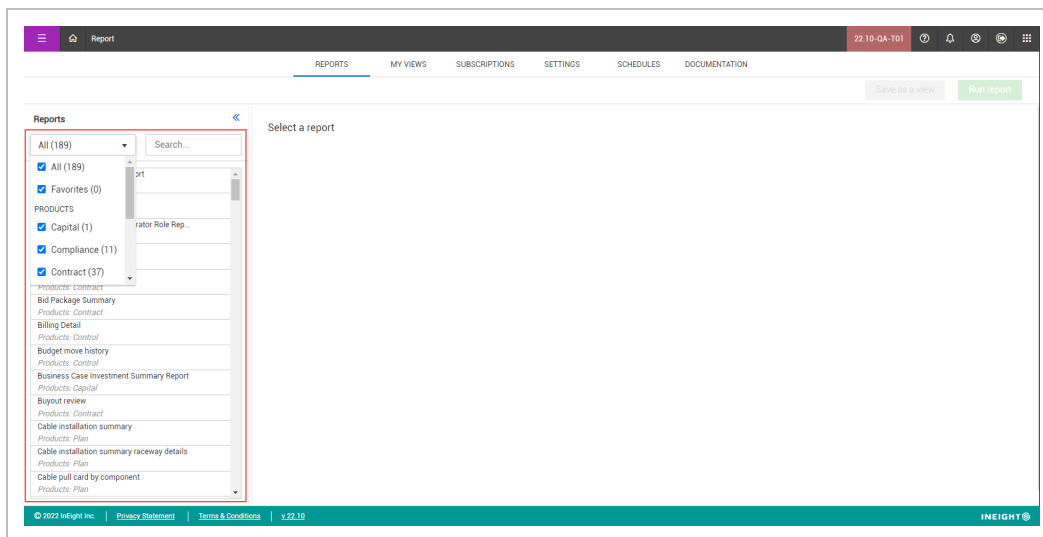 Report
22.10-QA-T01
REPORTS MY VIEWS SUBSCRIPTIONS SETTINGS SCHEDULES DOCUMENTATION
Save as a view Run report
Reports
Select a report
All (189) Search...
All (189)
ort
Favorites (0)
PRODUCTS
Capital (1)
rator Role Rep...
Compliance (11)
Contract (37)
Products: Contract
Bid Package Summary
Products: Contract
Billing Detail
Products: Control
Budget move history
Products: Control
Business Case Investment Summary Report
Products: Capital
Buyout review
Products: Contract
Cable installation summary
Products: Plan
Cable installation summary raceway details
Products: Plan
Cable pull card by component
Products: Plan
© 2022 InEight Inc. Privacy Statement Terms & Conditions v 22.10 INEIGHT